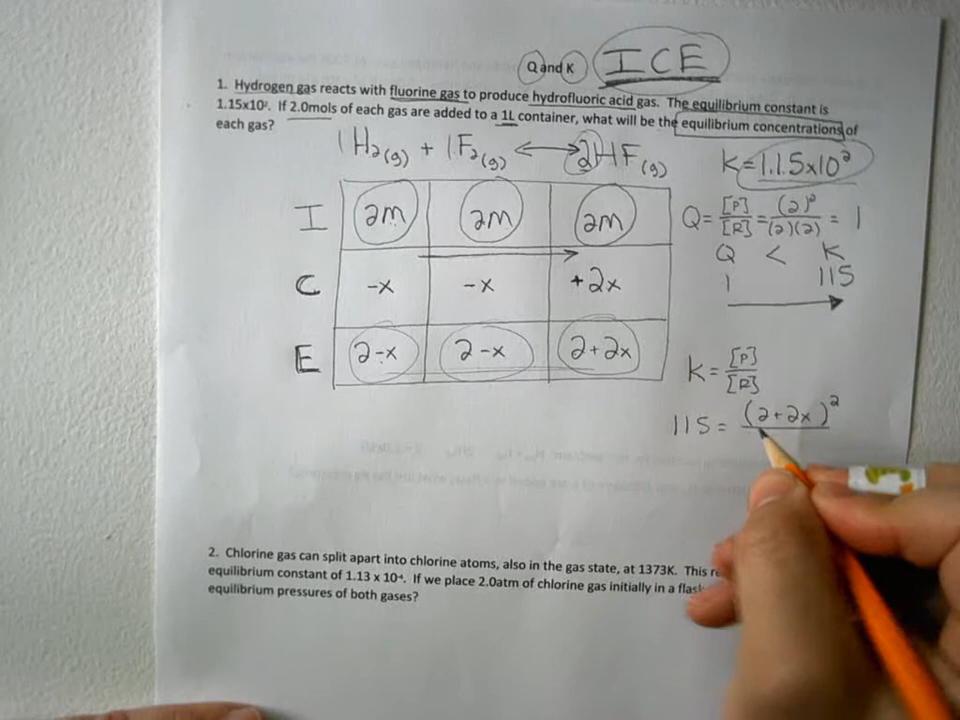 Q and K ICE
1. Hydrogen gas reacts with fluorine gas to produce hydrofluoric acid gas. The equilibrium constant is
1.15x10². If 2.0mols of each gas are added to a 1L container, what will be the equilibrium concentrations of
each gas?
1H₂(g) + 1F₂(g) ⟷ 2HF(g)
K=1.15x10²
I 2M 2M 2M
Q= [P]/[R] = (2)²/(2)(2) = 1
Q < K
1 115
C -x -x +2x
E 2-x 2-x 2+2x
K= [P]/[R]
115= (2+2x)²
2. Chlorine gas can split apart into chlorine atoms, also in the gas state, at 1373K. This
equilibrium constant of 1.13 x 10⁻⁴. If we place 2.0atm of chlorine gas initially in a
equilibrium pressures of both gases?